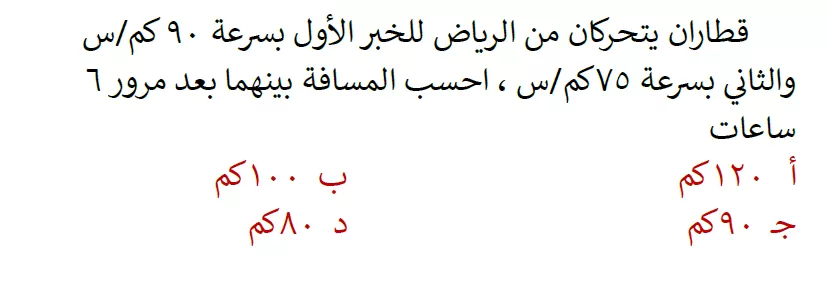 قطاران يتحركان من الرياض للخبر الأول بسرعة ٩٠ كم/س
والثاني بسرعة ٧٥كم/س ، احسب المسافة بينهما بعد مرور ٦
ساعات
أ ١٢٠كم ب ١٠٠كم
جـ ٩٠كم د ٨٠كم